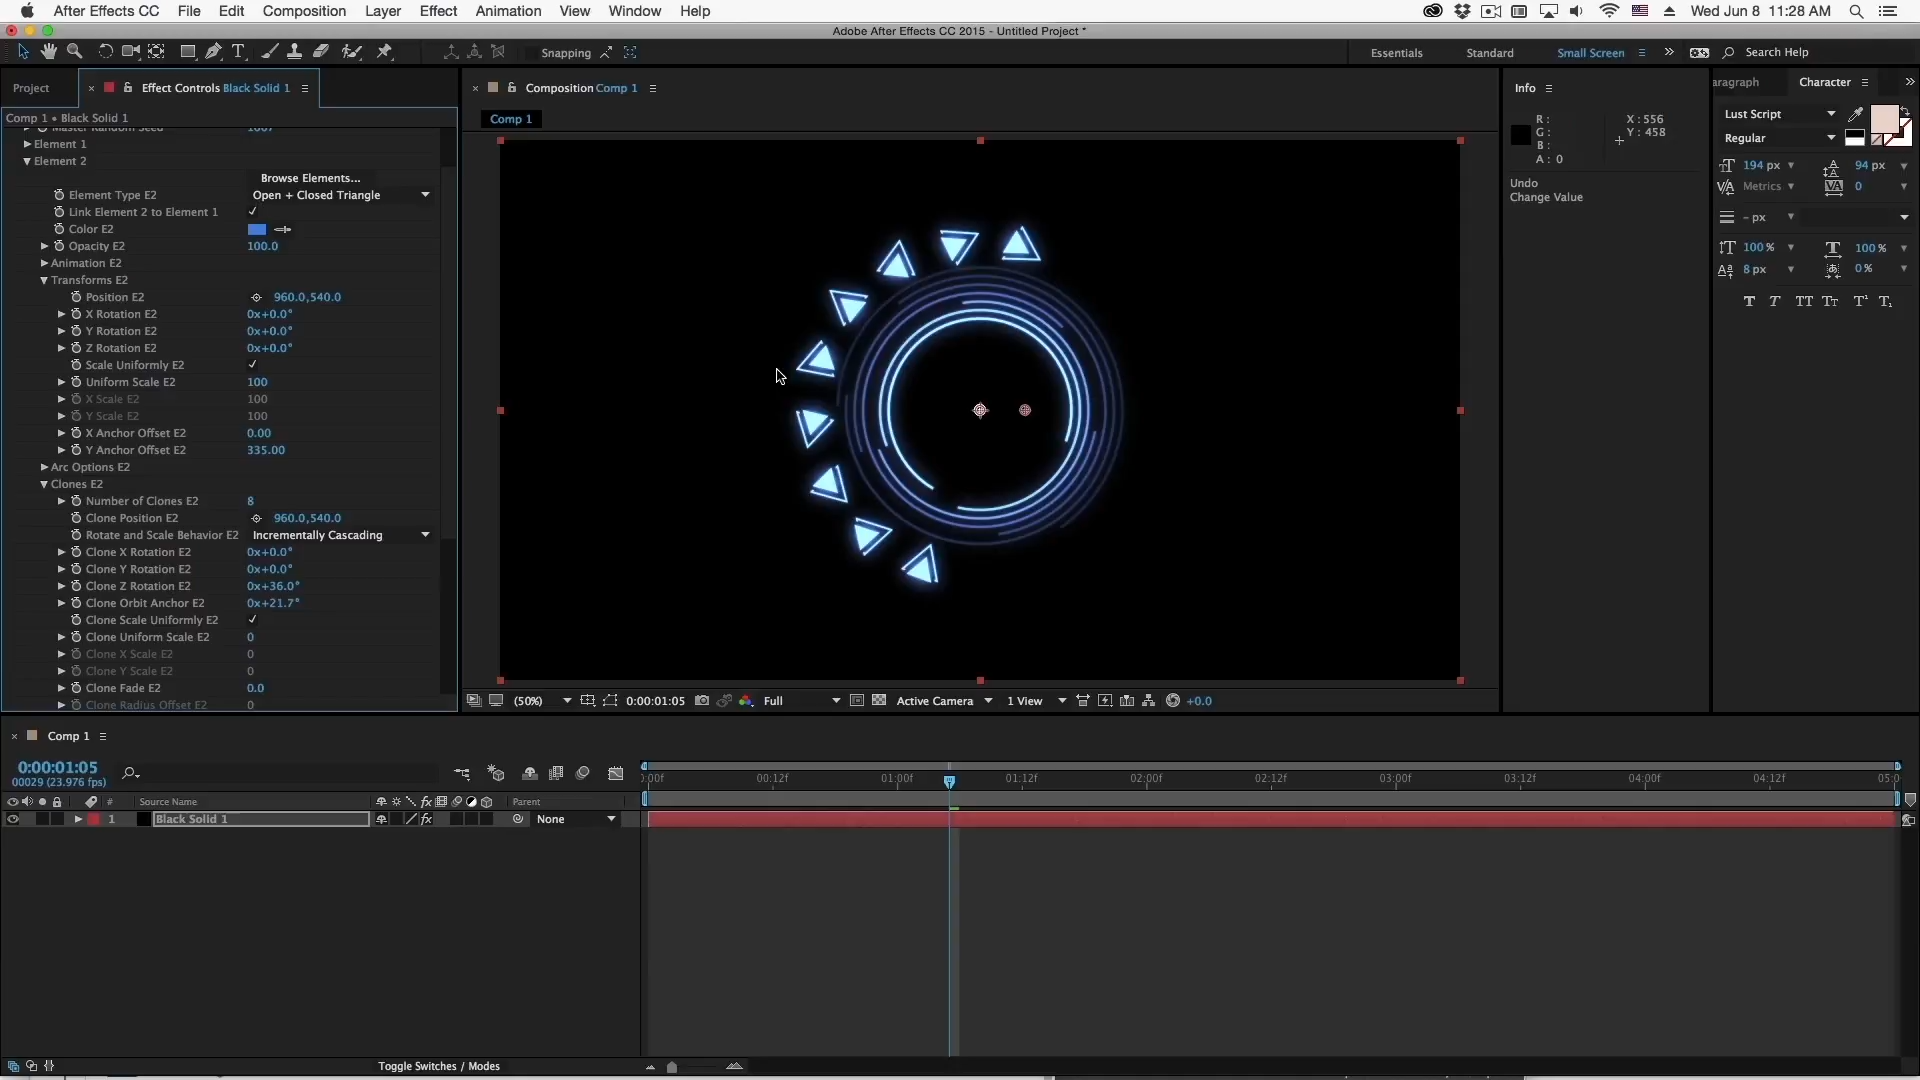 After Effects CC File Edit Composition Layer Effect Animation View Window Help Wed Jun 8 11:28 AM
Adobe After Effects CC 2015 - Untitled Project *
Snapping Essentials Standard Small Screen Search Help
Project Effect Controls Black Solid 1
Composition Comp 1
Info
aragraph Character
Comp 1 • Black Solid 1
Comp 1
Master Random Seed 1007
Element 1
Element 2
Browse Elements...
Element Type E2 Open + Closed Triangle
Link Element 2 to Element 1
Color E2
Opacity E2 100.0
Animation E2
Transforms E2
Position E2 960.0,540.0
X Rotation E2 0x+0.0°
Y Rotation E2 0x+0.0°
Z Rotation E2 0x+0.0°
Scale Uniformly E2
Uniform Scale E2 100
X Scale E2 100
Y Scale E2 100
X Anchor Offset E2 0.00
Y Anchor Offset E2 335.00
Arc Options E2
Clones E2
Number of Clones E2 8
Clone Position E2 960.0,540.0
Rotate and Scale Behavior E2 Incrementally Cascading
Clone X Rotation E2 0x+0.0°
Clone Y Rotation E2 0x+0.0°
Clone Z Rotation E2 0x+36.0°
Clone Orbit Anchor E2 0x+21.7°
Clone Scale Uniformly E2
Clone Uniform Scale E2 0
Clone X Scale E2 0
Clone Y Scale E2 0
Clone Fade E2 0.0
Clone Radius Offset E2 0
R :
G :
B :
A : 0
X : 556
Y : 458
Undo
Change Value
Lust Script
Regular
194 px 94 px
Metrics 0
- px
100 % 100 %
8 px 0 %
T T TT Tt T¹ T₁
(50%) 0:00:01:05 Full Active Camera 1 View +0.0
Comp 1
0:00:01:05
00029 (23.976 fps)
:00f 00:12f 01:00f 01:12f 02:00f 02:12f 03:00f 03:12f 04:00f 04:12f 05:0
# Source Name fx Parent
1 Black Solid 1 fx None
Toggle Switches / Modes